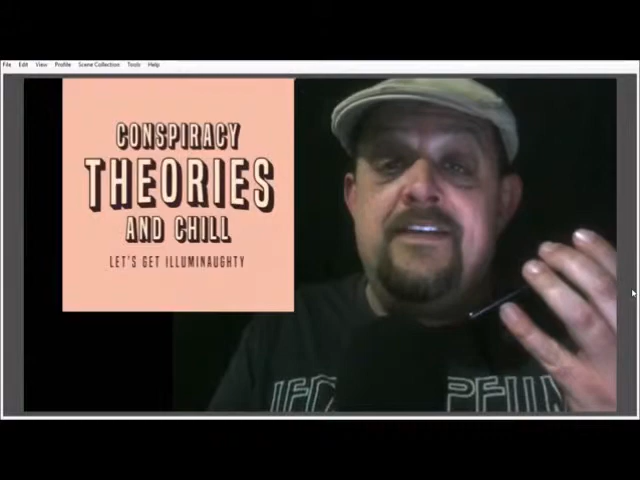 File Edit View Profile Scene Collection Tools Help
CONSPIRACY
THEORIES
AND CHILL
LET'S GET ILLUMINAUGHTY